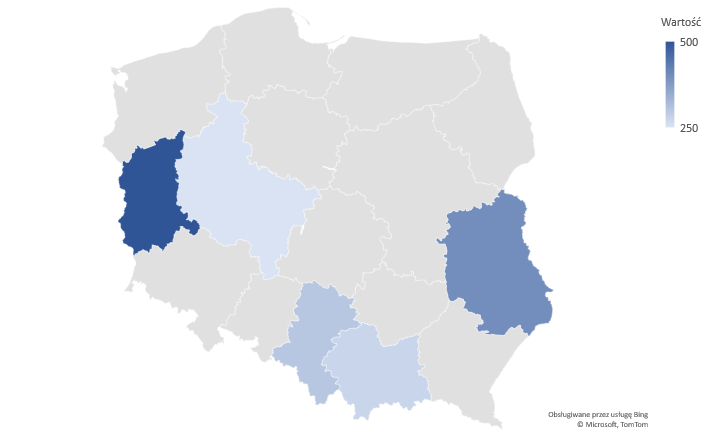 Wartość
500
250
Obsługiwane przez usługę Bing
© Microsoft, TomTom